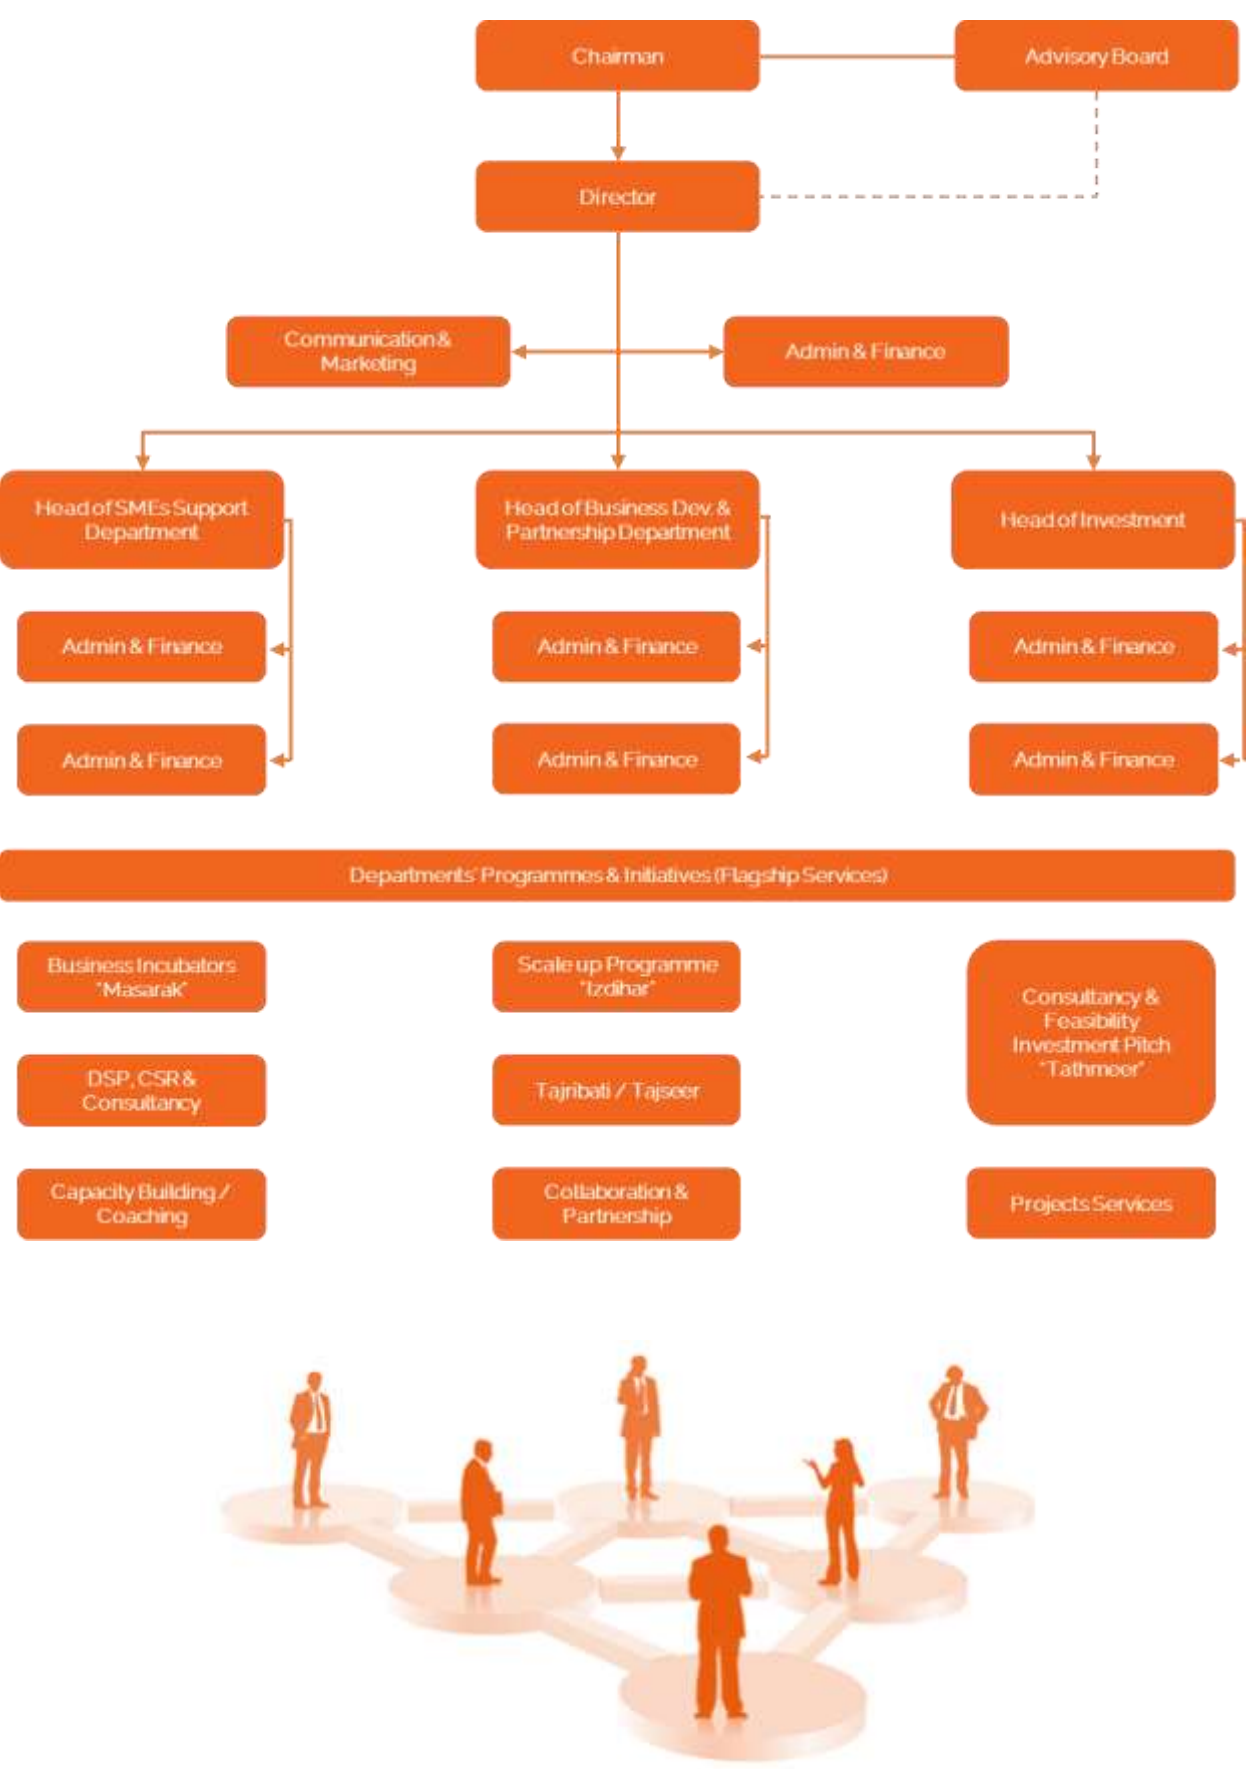 Chairman
Advisory Board
Director
Communication &
Marketing
Admin & Finance
Head of SMEs Support
Department
Head of Business Dev. &
Partnership Department
Head of Investment
Admin & Finance
Admin & Finance
Admin & Finance
Admin & Finance
Admin & Finance
Admin & Finance
Departments' Programmes & Initiatives (Flagship Services)
Business Incubators
"Masarak"
Scale up Programme
"Izdihar"
Consultancy &
Feasibility
Investment Pitch
"Tathmeer"
DSP, CSR &
Consultancy
Tajribati / Tajseer
Capacity Building /
Coaching
Collaboration &
Partnership
Projects Services